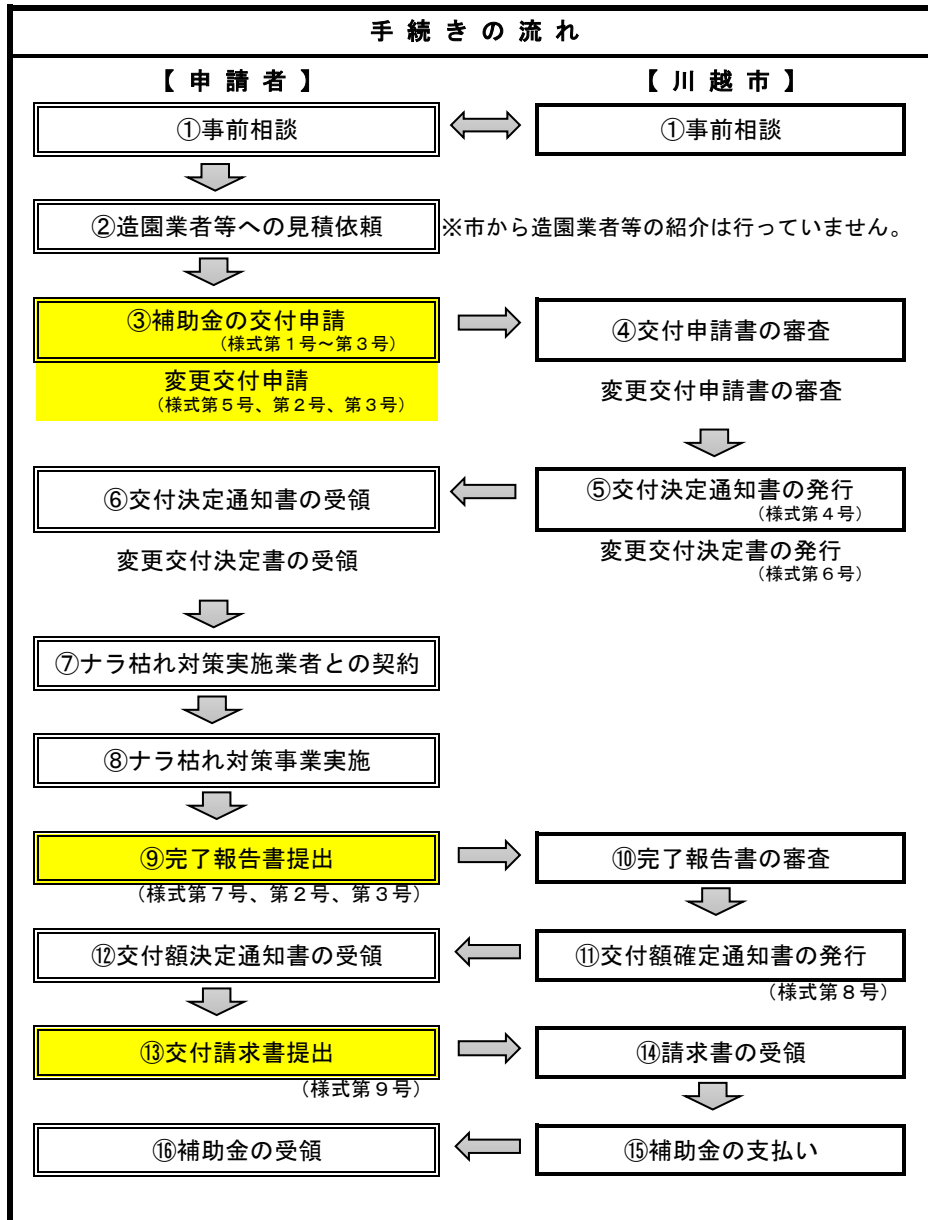 手続きの流れ
【申請者】
【川越市】
①事前相談
①事前相談
②造園業者等への見積依頼
※市から造園業者等の紹介は行っていません。
③補助金の交付申請
（様式第１号～第３号）
④交付申請書の審査
変更交付申請
（様式第５号、第２号、第３号）
変更交付申請書の審査
⑥交付決定通知書の受領
⑤交付決定通知書の発行
（様式第４号）
変更交付決定書の受領
変更交付決定書の発行
（様式第６号）
⑦ナラ枯れ対策実施業者との契約
⑧ナラ枯れ対策事業実施
⑨完了報告書提出
（様式第７号、第２号、第３号）
⑩完了報告書の審査
⑫交付額決定通知書の受領
⑪交付額確定通知書の発行
（様式第８号）
⑬交付請求書提出
（様式第９号）
⑭請求書の受領
⑯補助金の受領
⑮補助金の支払い